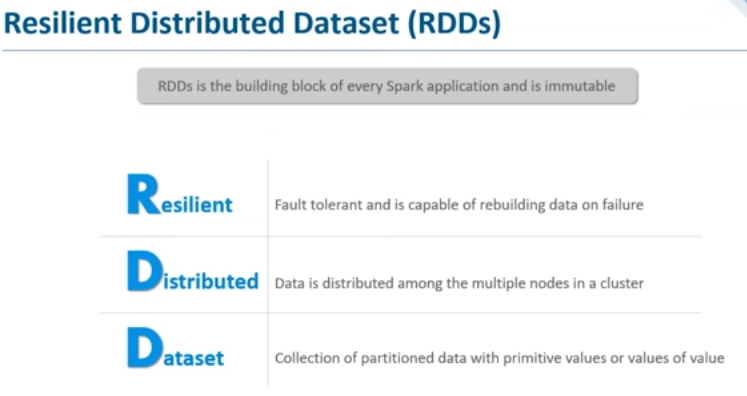 Resilient Distributed Dataset (RDDs)
RDDs is the building block of every Spark application and is immutable
Resilient Fault tolerant and is capable of rebuilding data on failure
Distributed Data is distributed among the multiple nodes in a cluster
Dataset Collection of partitioned data with primitive values or values of value